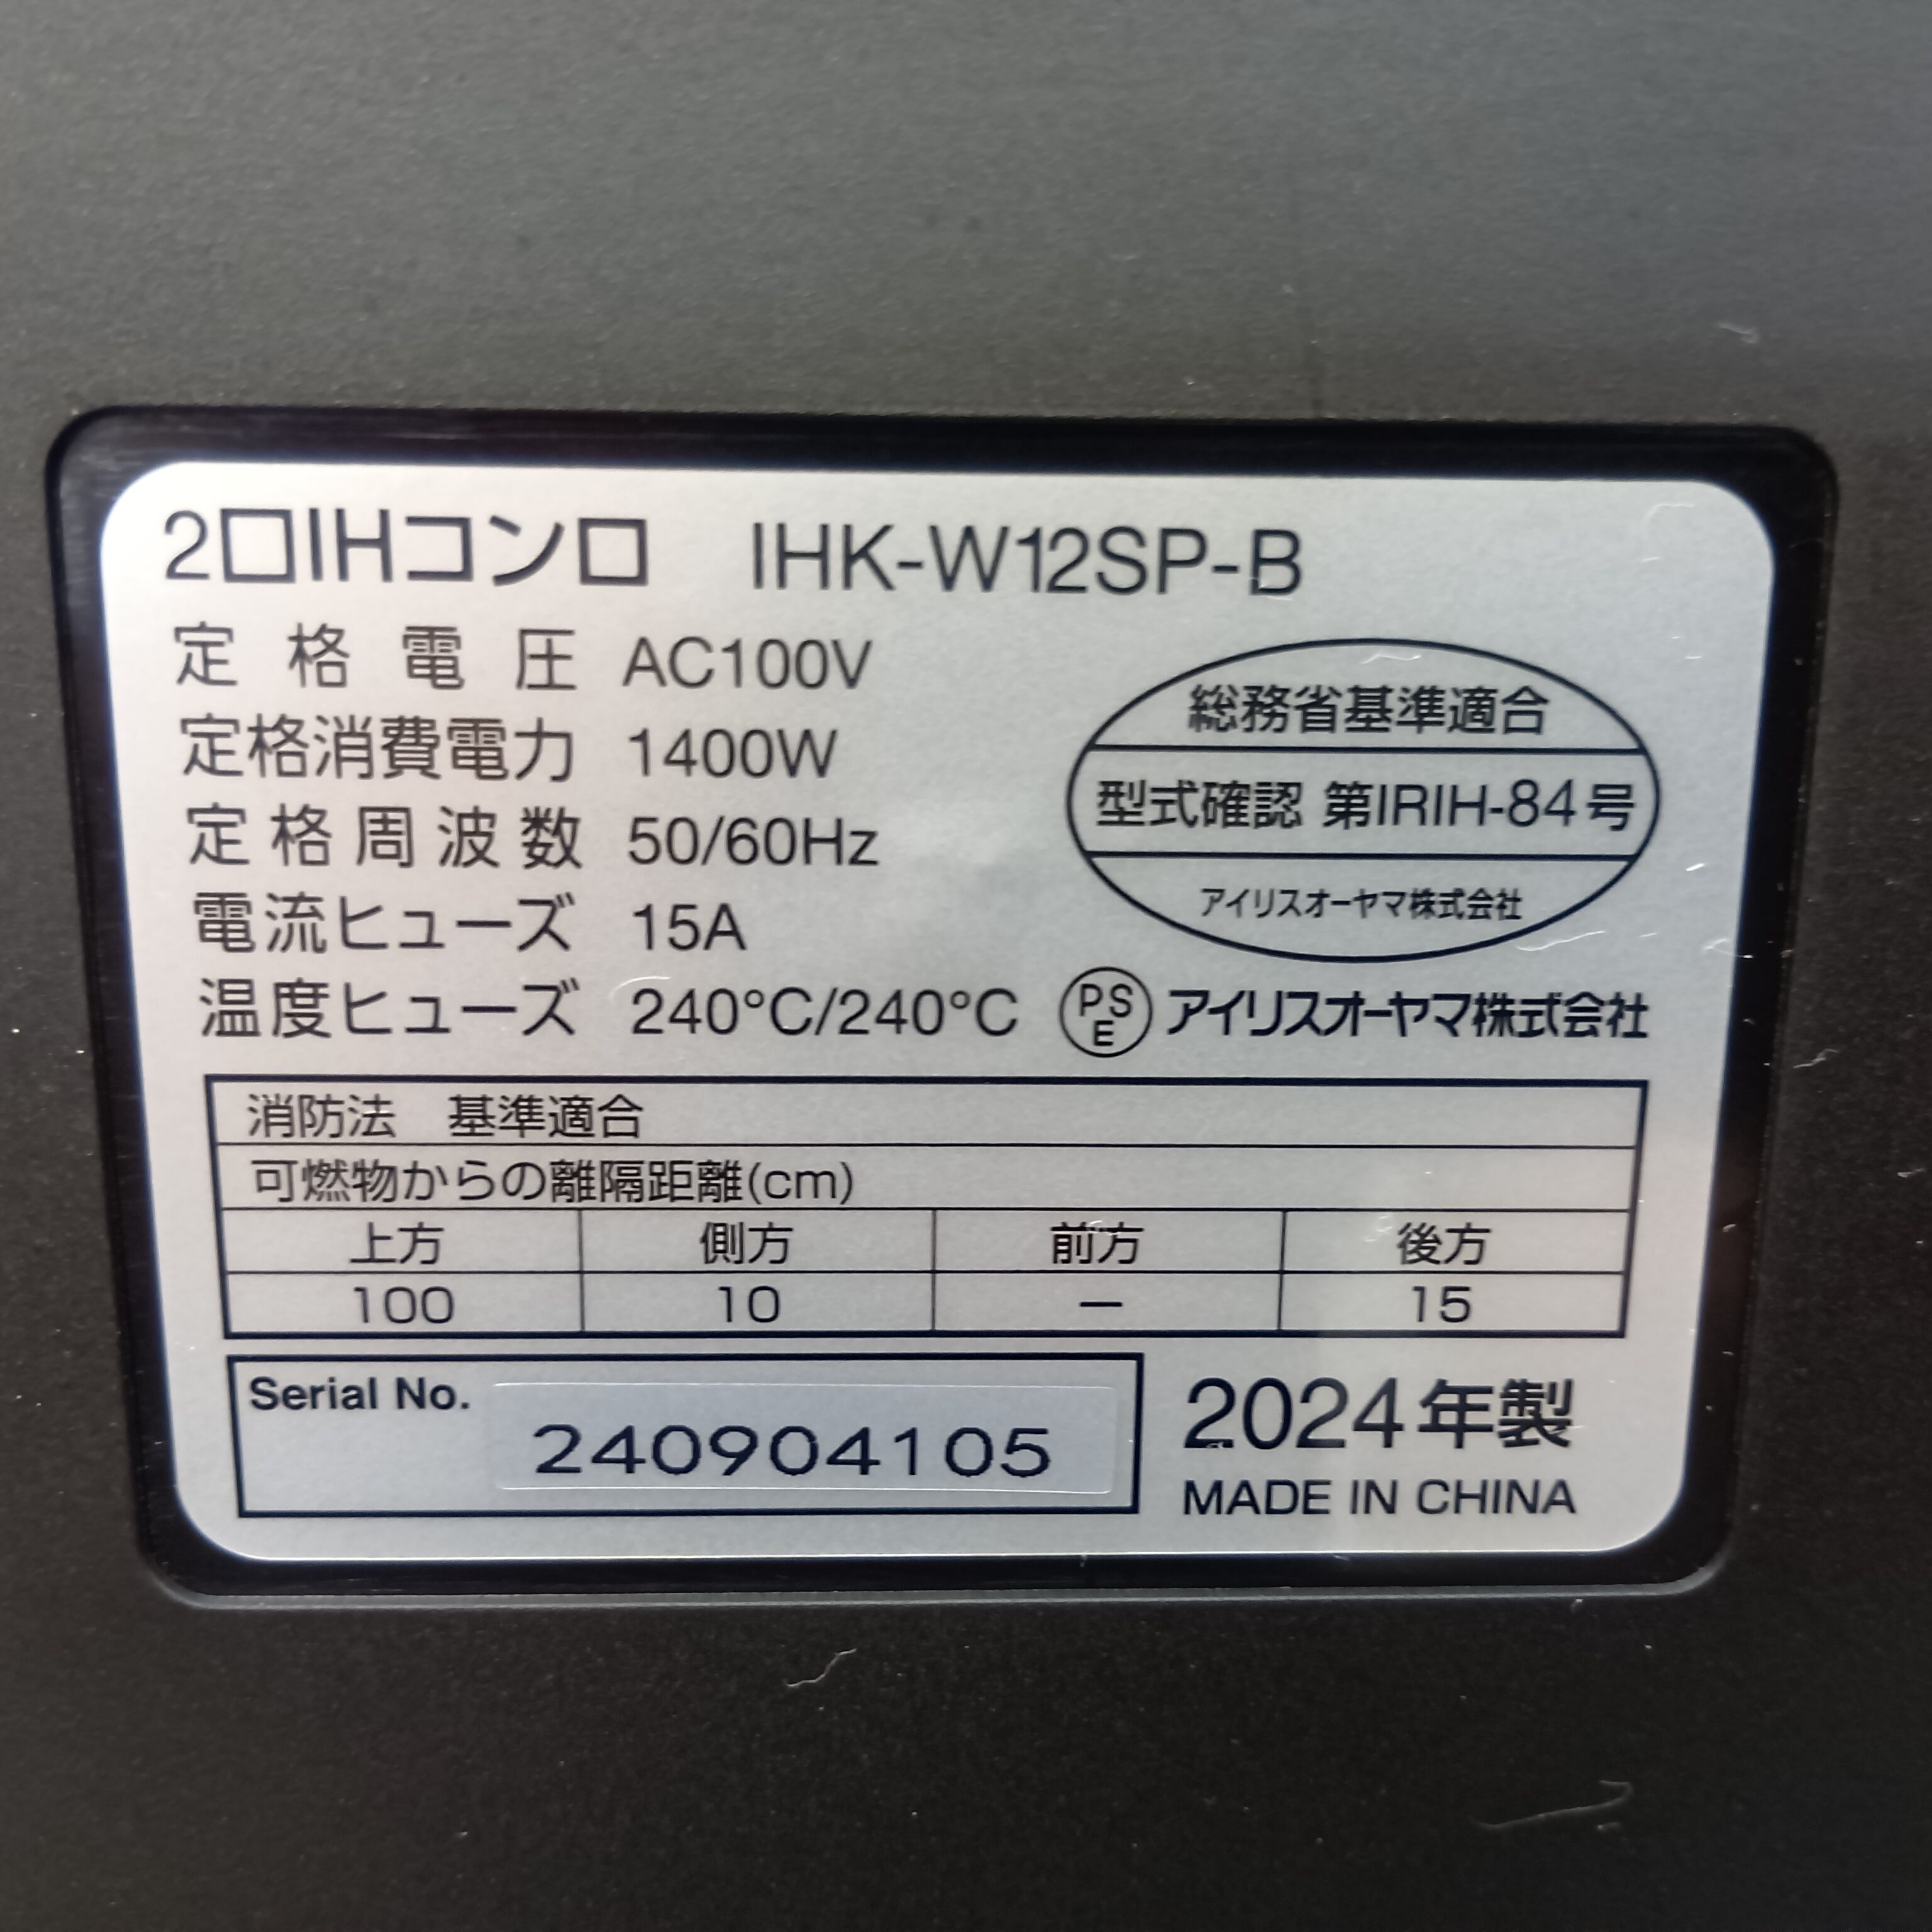 2口IHコンロ IHK-W12SP-B
定格電圧 AC100V
定格消費電力 1400W
定格周波数 50/60Hz
電流ヒューズ 15A
温度ヒューズ 240°C/240°C
総務省基準適合
型式確認 第IRIH-84号
アイリスオーヤマ株式会社
PSE アイリスオーヤマ株式会社
消防法 基準適合
可燃物からの離隔距離(cm)
上方 側方 前方 後方
100 10 ー 15
Serial No. 240904105
2024年製
MADE IN CHINA